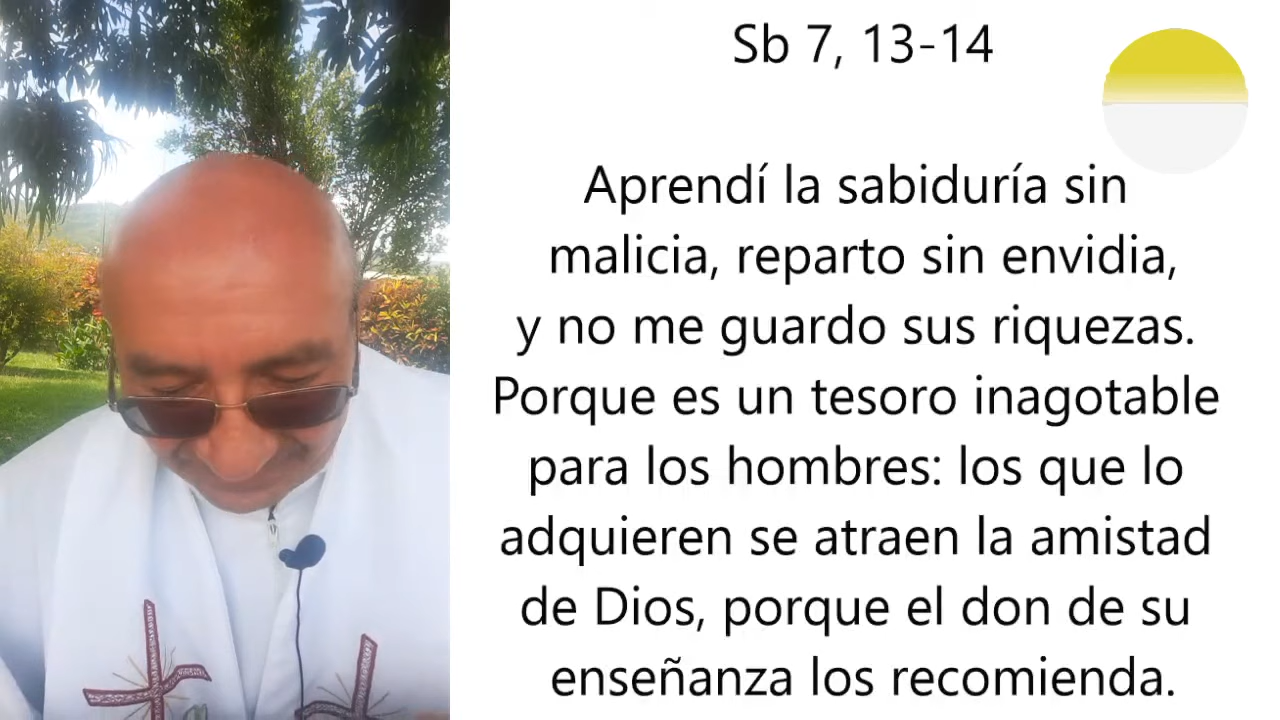 Sb 7, 13-14
Aprendí la sabiduría sin
malicia, reparto sin envidia,
y no me guardo sus riquezas.
Porque es un tesoro inagotable
para los hombres: los que lo
adquieren se atraen la amistad
de Dios, porque el don de su
enseñanza los recomienda.